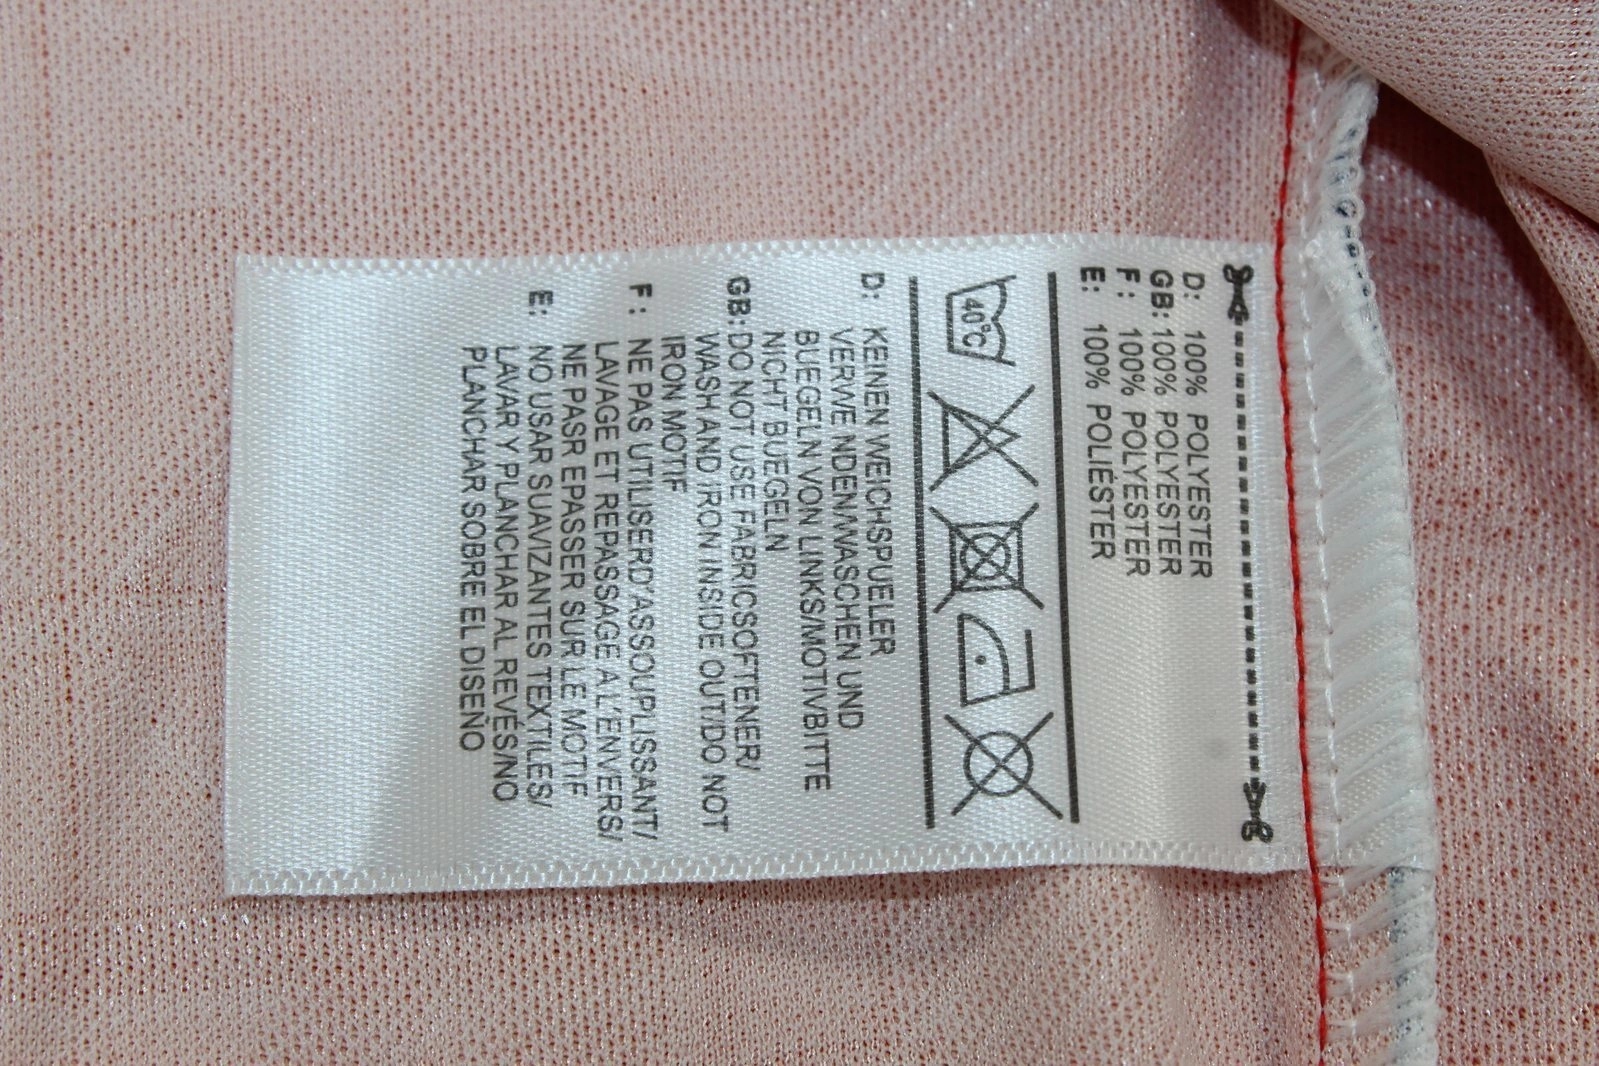 D: 100% POLYESTER
GB: 100% POLYESTER
F: 100% POLYESTER
E: 100% POLIÉSTER
40°C
D: KEINEN WEICHSPUELER
VERWE NDEN/WASCHEN UND
BUEGELN VON LINKS/MOTIVBITTE
NICHT BUEGELN
GB: DO NOT USE FABRICSOFTENER/
WASH AND IRON INSIDE OUT/DO NOT
IRON MOTIF
F: NE PAS UTILISERD'ASSOUPLISSANT/
LAVAGE ET REPASSAGE A L'ENVERS/
NE PASR EPASSER SUR LE MOTIF
E: NO USAR SUAVIZANTES TEXTILES/
LAVAR Y PLANCHAR AL REVÉS/NO
PLANCHAR SOBRE EL DISEÑO